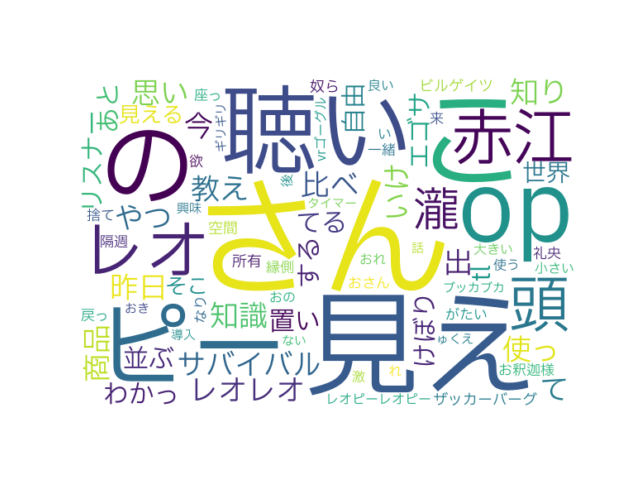 さん
見え
の
聴い
ピー
op
こ
赤江
レオ
頭
瀧
今
思い
あと
リスナー
見える
座っ
ギリギリ
欲
奴ら
vrゴーグル
自由
良い
い
一緒
ビルゲイツ
エゴサ
来
知り
世界
いけ
比べ
教え
後
タイマー
てる
する
やつ
捨て
興味
隔週
空間
縁側
所有
おれ
話
おさん
出
tl
大きい
使う
礼央
小さい
ブッカブカ
がたい
ゅくえ
使っ
お釈迦様
て
けぼり
置い
おの
ない
知識
なり
そこ
昨日
商品
戻っ
おき
導入
並ぶ
サバイバル
わかっ
レオレオ
激
れ
レオピーレオピー
ザッカーバーグ